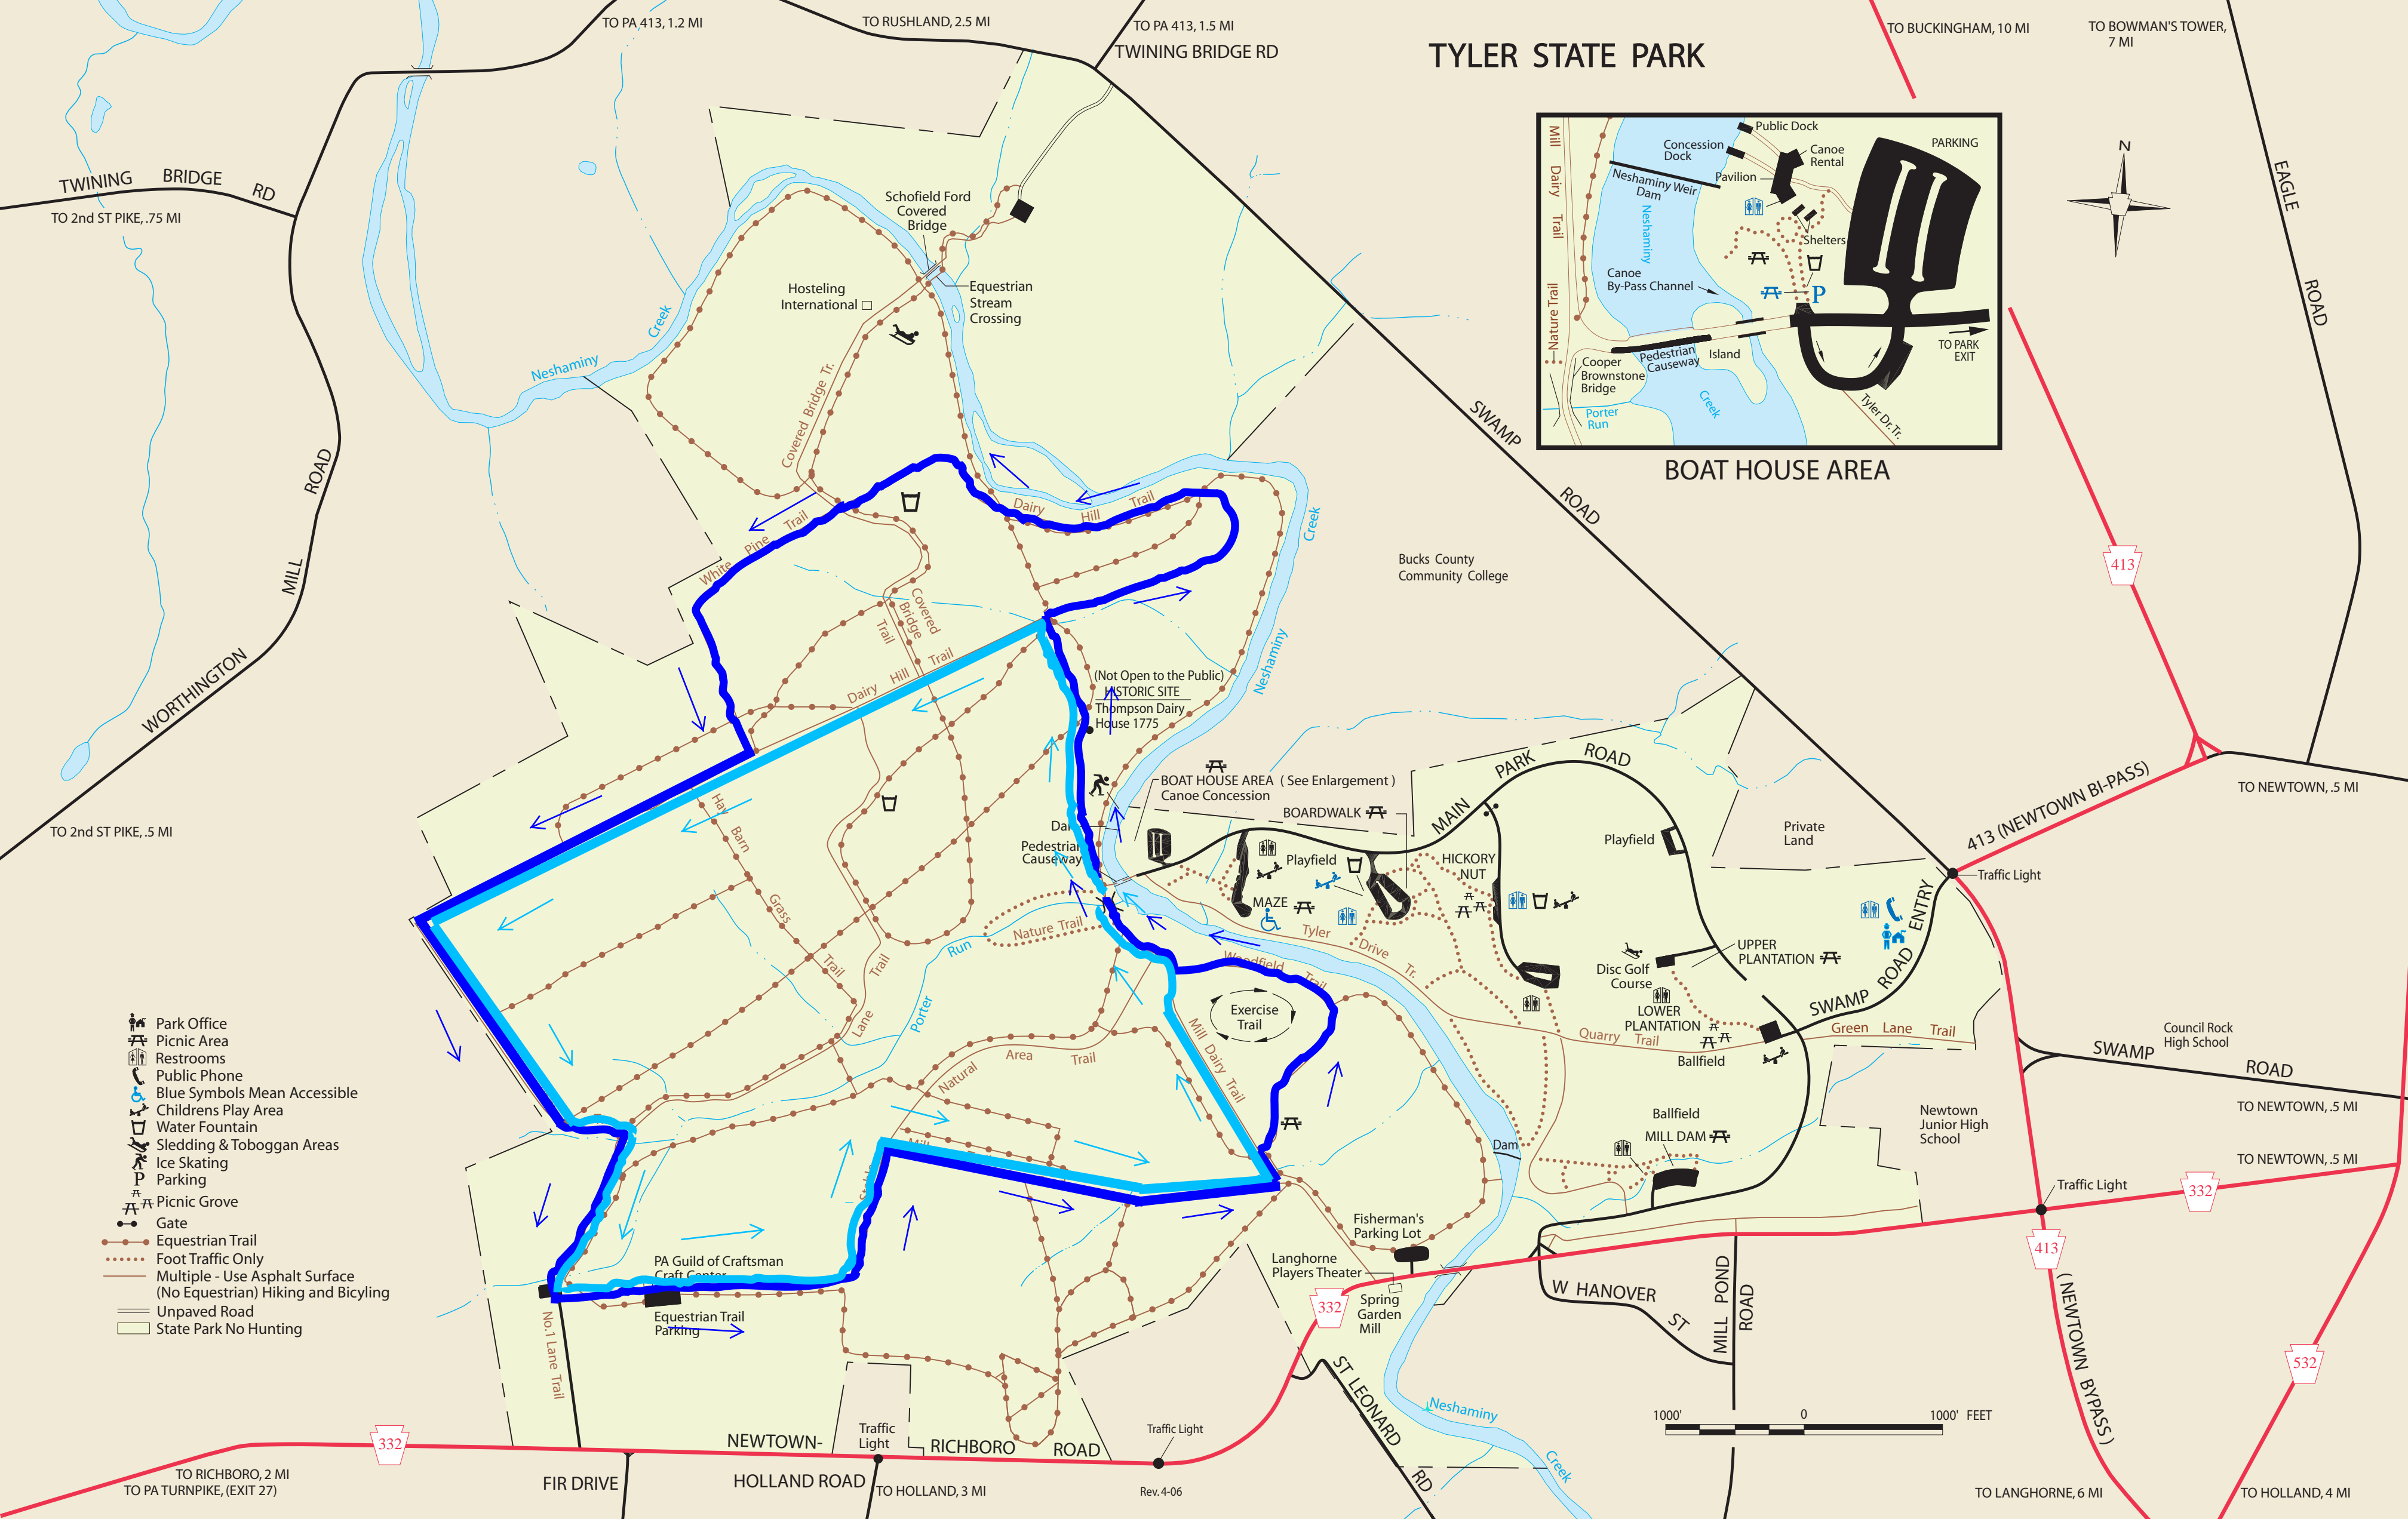 TO PA 413, 1.2 MI
TO RUSHLAND, 2.5 MI
TO PA 413, 1.5 MI
TWINING BRIDGE RD
TYLER STATE PARK
TO BUCKINGHAM, 10 MI
TO BOWMAN'S TOWER,
7 MI
TWINING BRIDGE RD
TO 2nd ST PIKE, .75 MI
Public Dock
Concession
Dock
Canoe
Rental
PARKING
Pavilion
Neshaminy Weir
Dam
Mill Dairy Trail
Neshaminy
Shelters
Canoe
By-Pass Channel
P
Nature Trail
Pedestrian
Causeway
Island
TO PARK
EXIT
Cooper
Brownstone
Bridge
Porter
Run
Creek
Tyler Dr. Tr.
BOAT HOUSE AREA
N
EAGLE ROAD
Schofield Ford
Covered
Bridge
Hosteling
International
Equestrian
Stream
Crossing
Creek
Neshaminy
Covered Bridge Tr.
SWAMP ROAD
MILL ROAD
WORTHINGTON
Dairy Hill Trail
White Pine Trail
Creek
Neshaminy
Bucks County
Community College
413
Covered
Bridge
Trail
Dairy Hill Trail
(Not Open to the Public)
HISTORIC SITE
Thompson Dairy
House 1775
BOAT HOUSE AREA ( See Enlargement )
Canoe Concession
BOARDWALK
MAIN PARK ROAD
413 (NEWTOWN BI-PASS)
TO NEWTOWN, .5 MI
TO 2nd ST PIKE, .5 MI
Hay Barn
Grass Trail
Pedestrian
Causeway
Playfield
MAZE
HICKORY
NUT
Playfield
Private
Land
Traffic Light
SWAMP ROAD ENTRY
Nature Trail
Run
Porter
Lane Trail
Woodfield Trail
Tyler Drive Tr.
Exercise
Trail
Mill Dairy Trail
Natural Area Trail
Disc Golf
Course
UPPER
PLANTATION
LOWER
PLANTATION
Quarry Trail
Ballfield
Green Lane Trail
Council Rock
High School
SWAMP ROAD
TO NEWTOWN, .5 MI
Park Office
Picnic Area
Restrooms
Public Phone
Blue Symbols Mean Accessible
Childrens Play Area
Water Fountain
Sledding & Toboggan Areas
Ice Skating
P Parking
Picnic Grove
Gate
Equestrian Trail
Foot Traffic Only
Multiple - Use Asphalt Surface
(No Equestrian) Hiking and Bicyling
Unpaved Road
State Park No Hunting
Mill
Dam
Ballfield
MILL DAM
Newtown
Junior High
School
TO NEWTOWN, .5 MI
332
Traffic Light
413
PA Guild of Craftsman
Craft Center
Equestrian Trail
Parking
No.1 Lane Trail
Fisherman's
Parking Lot
Langhorne
Players Theater
332
Spring
Garden
Mill
W HANOVER ST
MILL POND
ROAD
(NEWTOWN BYPASS)
532
ST LEONARD RD
Neshaminy
Creek
1000' 0 1000' FEET
332
NEWTOWN-
RICHBORO ROAD
Traffic
Light
Traffic Light
TO RICHBORO, 2 MI
TO PA TURNPIKE, (EXIT 27)
FIR DRIVE
HOLLAND ROAD
TO HOLLAND, 3 MI
Rev. 4-06
TO LANGHORNE, 6 MI
TO HOLLAND, 4 MI